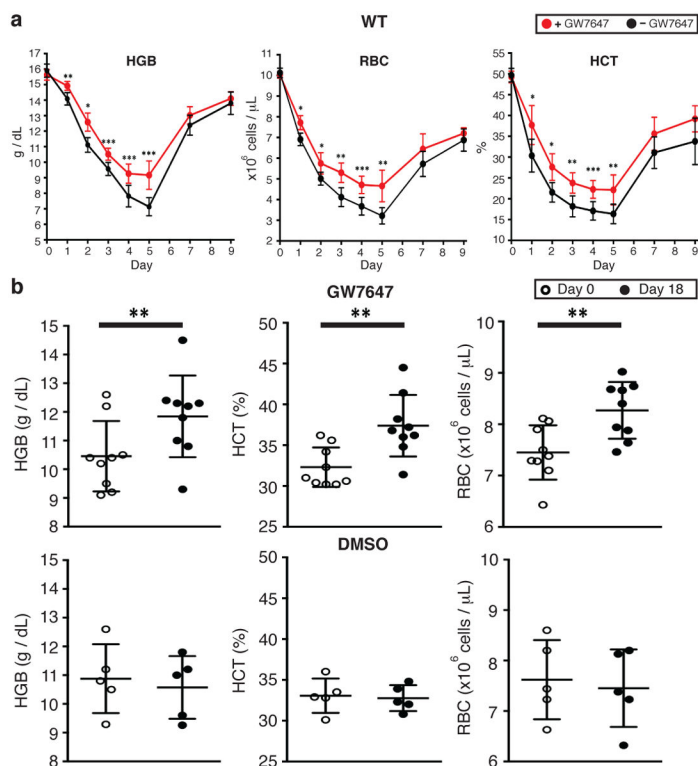 a
WT
+ GW7647 − GW7647
HGB
RBC
HCT
g / dL
17
16
15
14
13
12
11
10
9
8
7
6
5
** * *** *** ***
0 1 2 3 4 5 7 9
Day
x10⁶ cells / μL
11
10
9
8
7
6
5
4
3
2
* * ** *** **
0 1 2 3 4 5 7 9
Day
%
55
50
45
40
35
30
25
20
15
10
5
* * ** *** **
0 1 2 3 4 5 7 9
Day
b
GW7647
Day 0 Day 18
HGB (g / dL)
15
14
13
12
11
10
9
8
**
HCT (%)
50
45
40
35
30
25
**
RBC (x10⁶ cells / μL)
10
9
8
7
6
**
DMSO
HGB (g / dL)
15
14
13
12
11
10
9
8
HCT (%)
50
45
40
35
30
25
RBC (x10⁶ cells / μL)
10
9
8
7
6